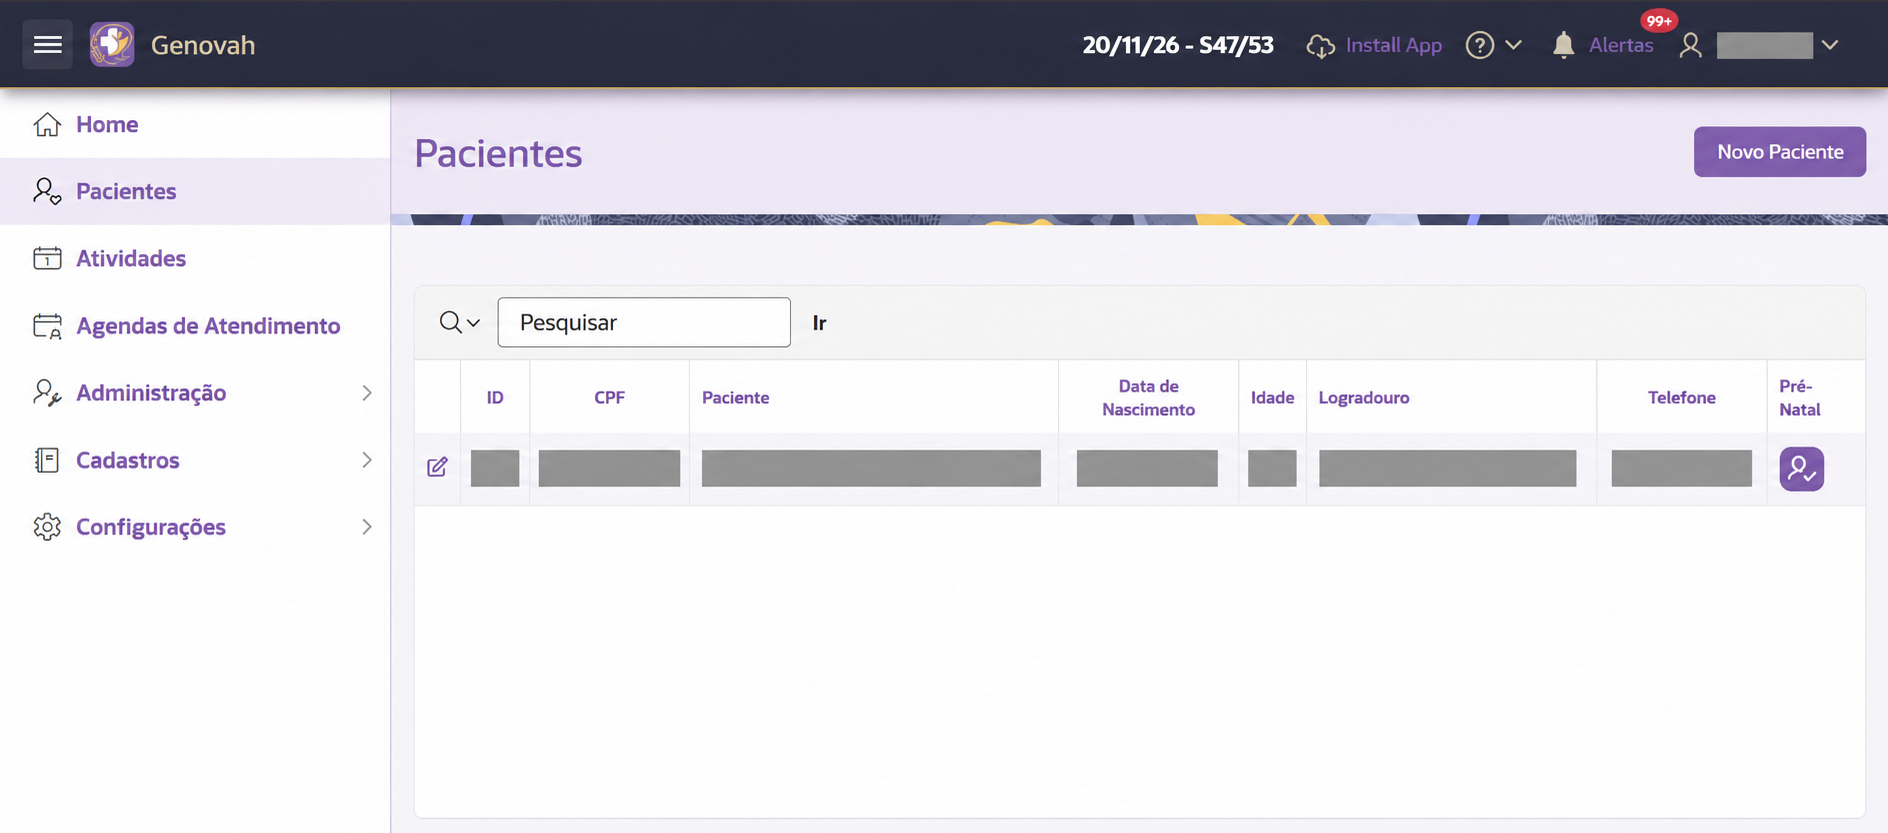 Genovah
20/11/26 - S47/53
Install App
Alertas
99+
Home
Pacientes
Atividades
1
Agendas de Atendimento
Administração
Cadastros
Configurações
Pacientes
Novo Paciente
Pesquisar
Ir
ID
CPF
Paciente
Data de
Nascimento
Idade
Logradouro
Telefone
Pré-
Natal